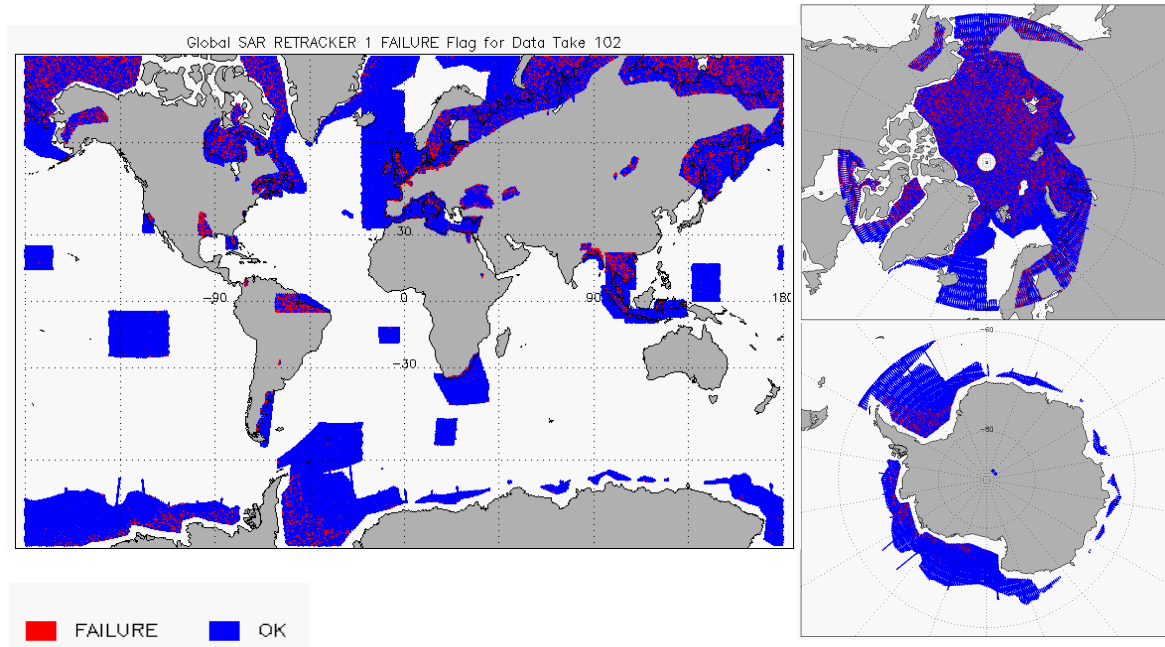 Global SAR RETRACKER 1 FAILURE Flag for Data Take 102
30
-90
0
90
180
-30
-60
-80
FAILURE
OK